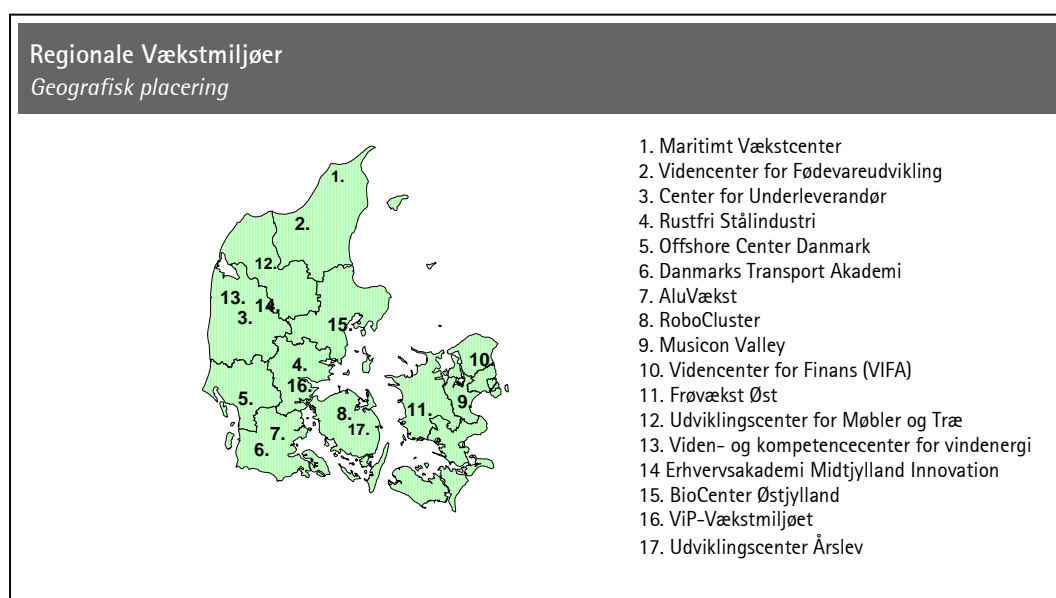 Regionale Vækstmiljøer
Geografisk placering
1.
2.
12.
13.
14.
3.
15.
4.
16.
5.
7.
6.
8.
17.
10.
9.
11.
1. Maritimt Vækstcenter
2. Videncenter for Fødevareudvikling
3. Center for Underleverandør
4. Rustfri Stålindustri
5. Offshore Center Danmark
6. Danmarks Transport Akademi
7. AluVækst
8. RoboCluster
9. Musicon Valley
10. Videncenter for Finans (VIFA)
11. Frøvækst Øst
12. Udviklingscenter for Møbler og Træ
13. Viden- og kompetencecenter for vindenergi
14 Erhvervsakademi Midtjylland Innovation
15. BioCenter Østjylland
16. ViP-Vækstmiljøet
17. Udviklingscenter Årslev